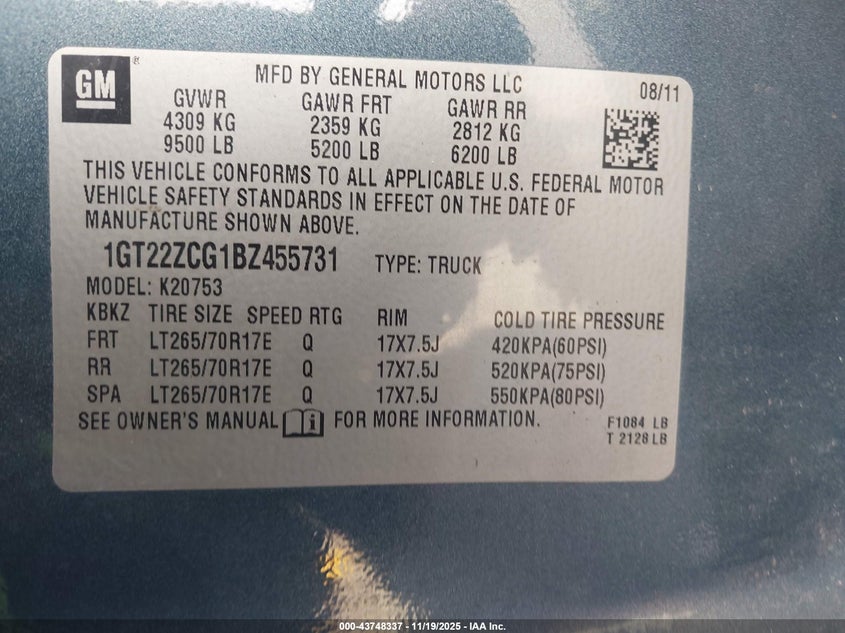 GM
®
MFD BY GENERAL MOTORS LLC
08/11
GVWR GAWR FRT GAWR RR
4309 KG 2359 KG 2812 KG
9500 LB 5200 LB 6200 LB
THIS VEHICLE CONFORMS TO ALL APPLICABLE U.S. FEDERAL MOTOR
VEHICLE SAFETY STANDARDS IN EFFECT ON THE DATE OF
MANUFACTURE SHOWN ABOVE.
1GT22ZCG1BZ455731 TYPE: TRUCK
MODEL: K20753
KBKZ TIRE SIZE SPEED RTG RIM COLD TIRE PRESSURE
FRT LT265/70R17E Q 17X7.5J 420KPA(60PSI)
RR LT265/70R17E Q 17X7.5J 520KPA(75PSI)
SPA LT265/70R17E Q 17X7.5J 550KPA(80PSI)
SEE OWNER'S MANUAL i FOR MORE INFORMATION.
F1084 LB
T 2128 LB
000-43748337 - 11/19/2025 - IAA Inc.